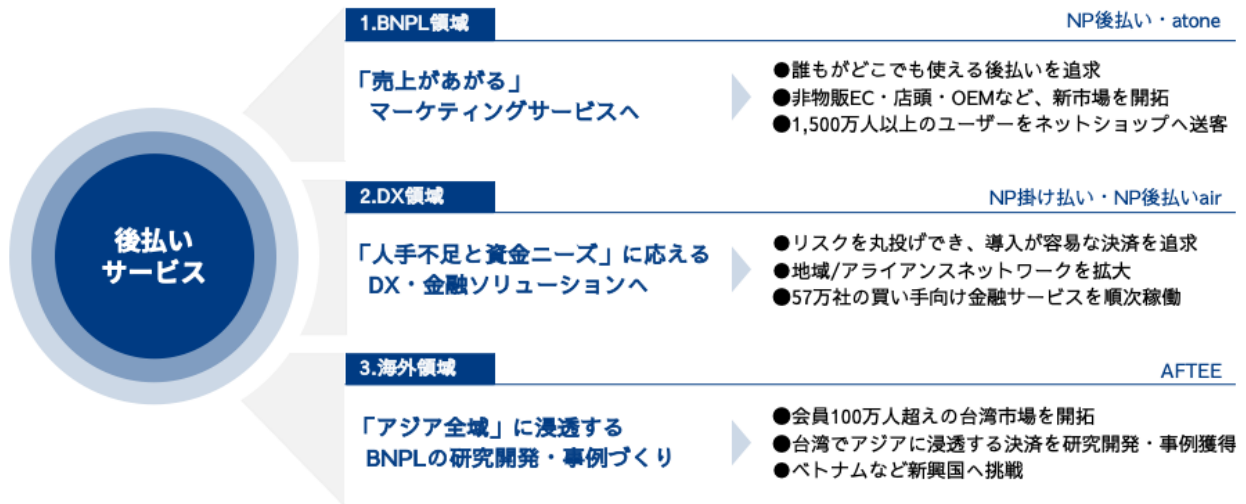 後払い
サービス
1.BNPL領域
NP後払い・atone
「売上があがる」
マーケティングサービスへ
●誰もがどこでも使える後払いを追求
●非物販EC・店頭・OEMなど、新市場を開拓
●1,500万人以上のユーザーをネットショップへ送客
2.DX領域
NP掛け払い・NP後払いair
「人手不足と資金ニーズ」に応える
DX・金融ソリューションへ
●リスクを丸投げでき、導入が容易な決済を追求
●地域/アライアンスネットワークを拡大
●57万社の買い手向け金融サービスを順次稼働
3.海外領域
AFTEE
「アジア全域」に浸透する
BNPLの研究開発・事例づくり
●会員100万人超えの台湾市場を開拓
●台湾でアジアに浸透する決済を研究開発・事例獲得
●ベトナムなど新興国へ挑戦